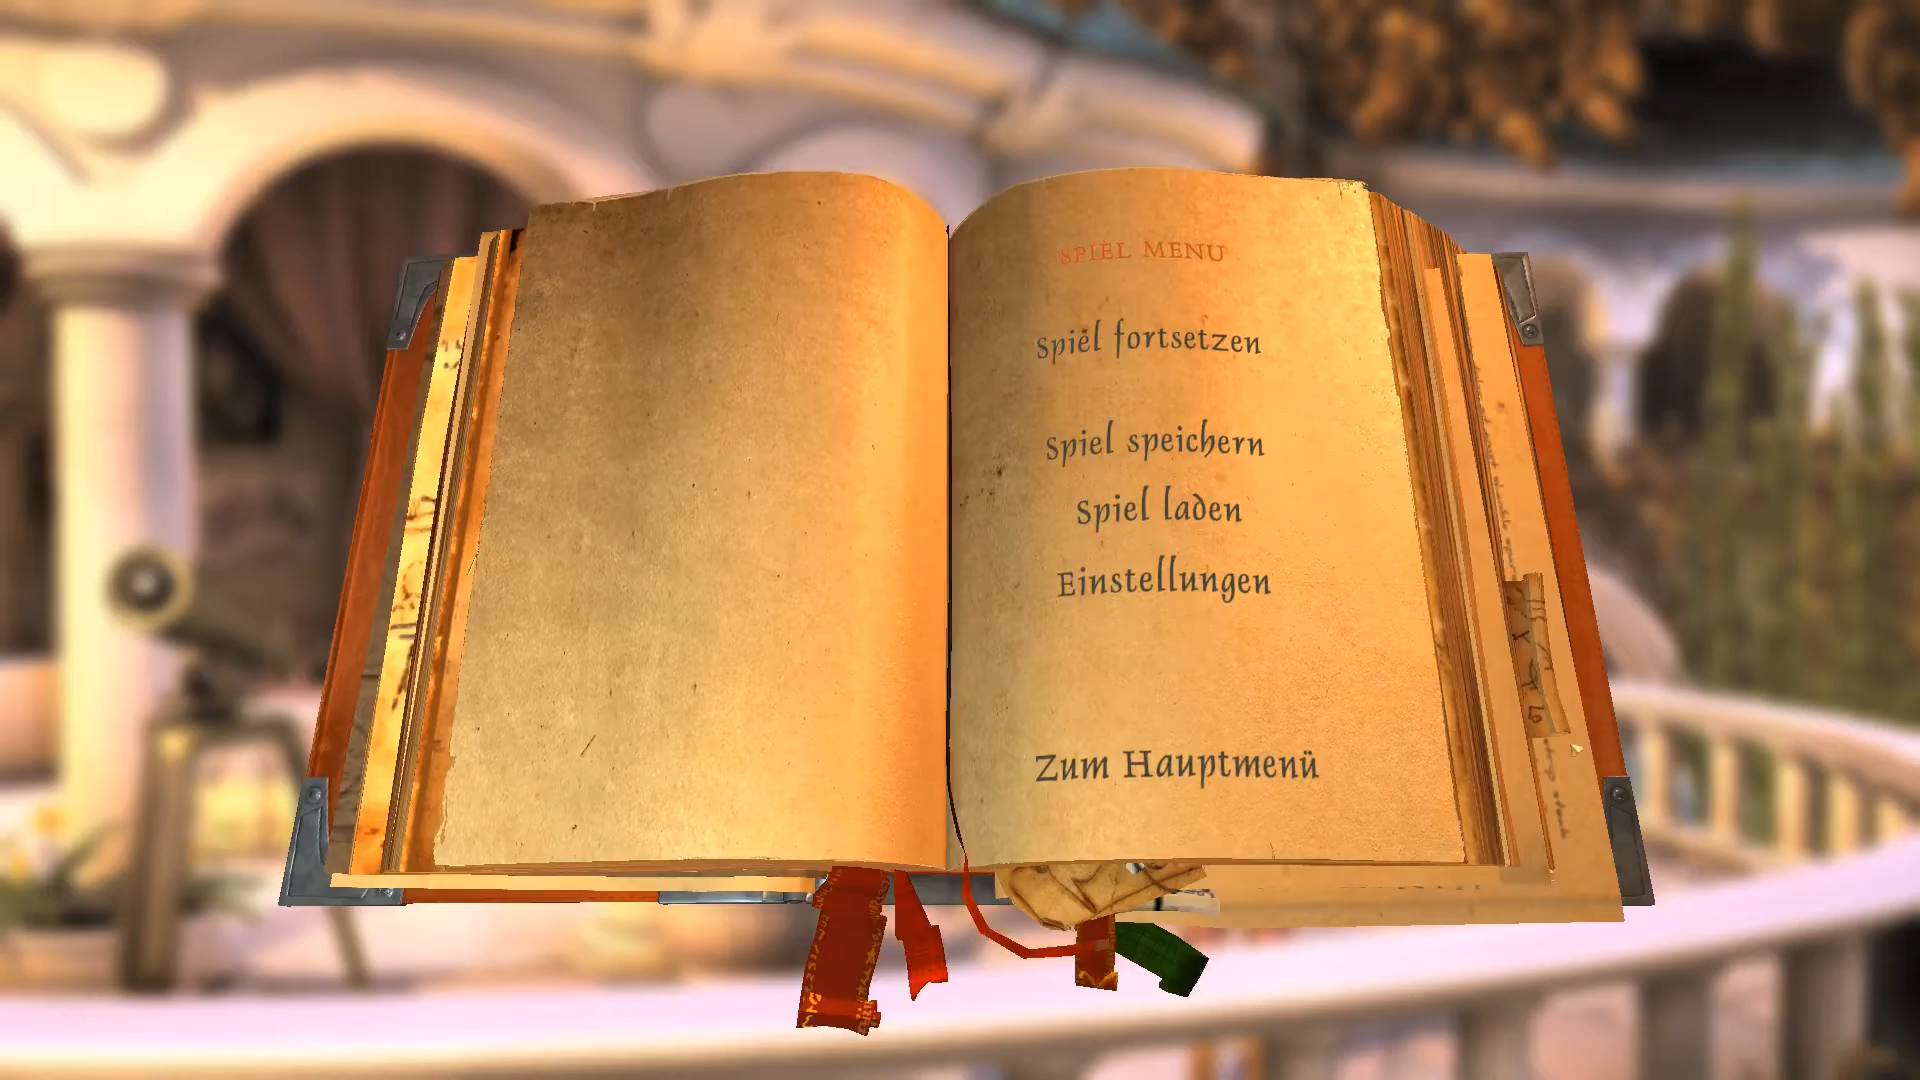 SPIEL MENU
Spiel fortsetzen
Spiel speichern
Spiel laden
Einstellungen
Zum Hauptmenü